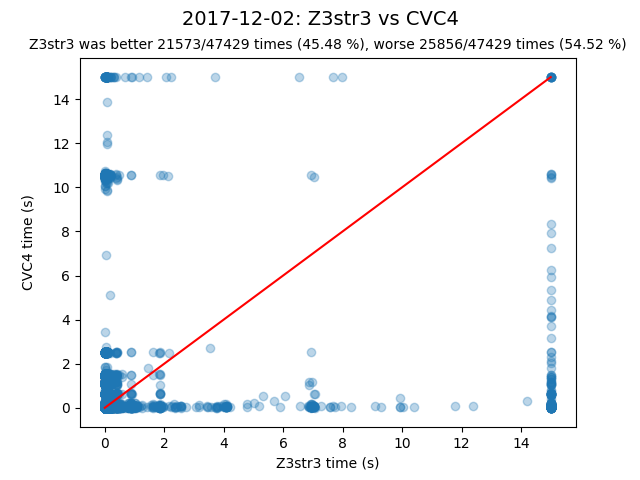 2017-12-02: Z3str3 vs CVC4
Z3str3 was better 21573/47429 times (45.48 %), worse 25856/47429 times (54.52 %)
14
12
10
8
6
4
2
0
CVC4 time (s)
0 2 4 6 8 10 12 14
Z3str3 time (s)